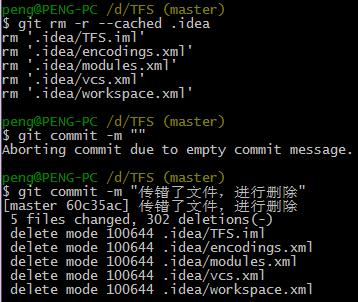 peng@PENG-PC /d/TFS (master)
$ git rm -r --cached .idea
rm '.idea/TFS.iml'
rm '.idea/encodings.xml'
rm '.idea/modules.xml'
rm '.idea/vcs.xml'
rm '.idea/workspace.xml'
peng@PENG-PC /d/TFS (master)
$ git commit -m ""
Aborting commit due to empty commit message.
peng@PENG-PC /d/TFS (master)
$ git commit -m "传错了文件，进行删除"
[master 60c35ac] 传错了文件，进行删除
5 files changed, 302 deletions(-)
delete mode 100644 .idea/TFS.iml
delete mode 100644 .idea/encodings.xml
delete mode 100644 .idea/modules.xml
delete mode 100644 .idea/vcs.xml
delete mode 100644 .idea/workspace.xml